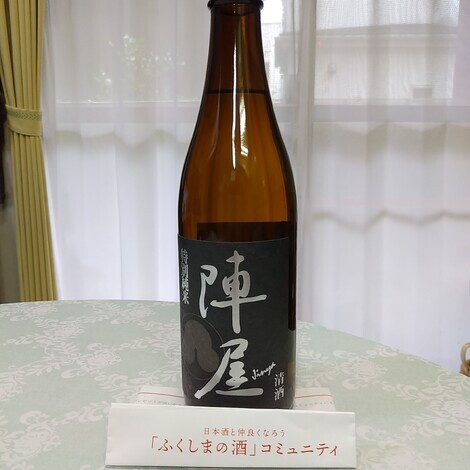 特別純米
陣屋
Jinya
清酒
日本酒と仲良くなろう
「ふくしまの酒」コミュニティ